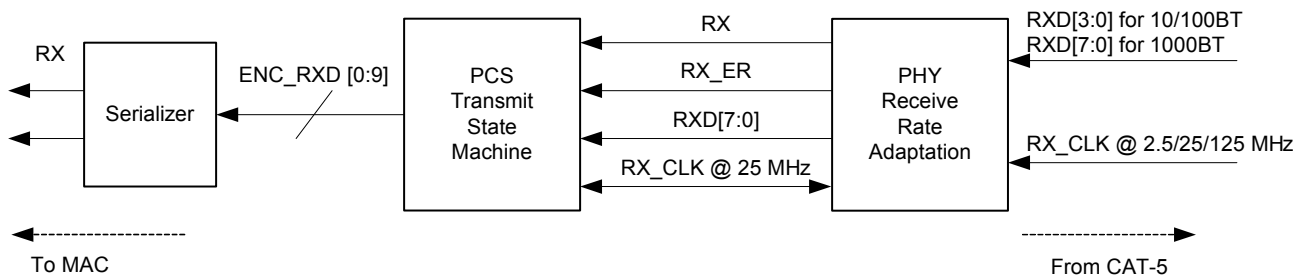 RX
Serializer
ENC_RXD [0:9]
PCS
Transmit
State
Machine
RX
RX_ER
RXD[7:0]
RX_CLK @ 25 MHz
PHY
Receive
Rate
Adaptation
RXD[3:0] for 10/100BT
RXD[7:0] for 1000BT
RX_CLK @ 2.5/25/125 MHz
To MAC
From CAT-5